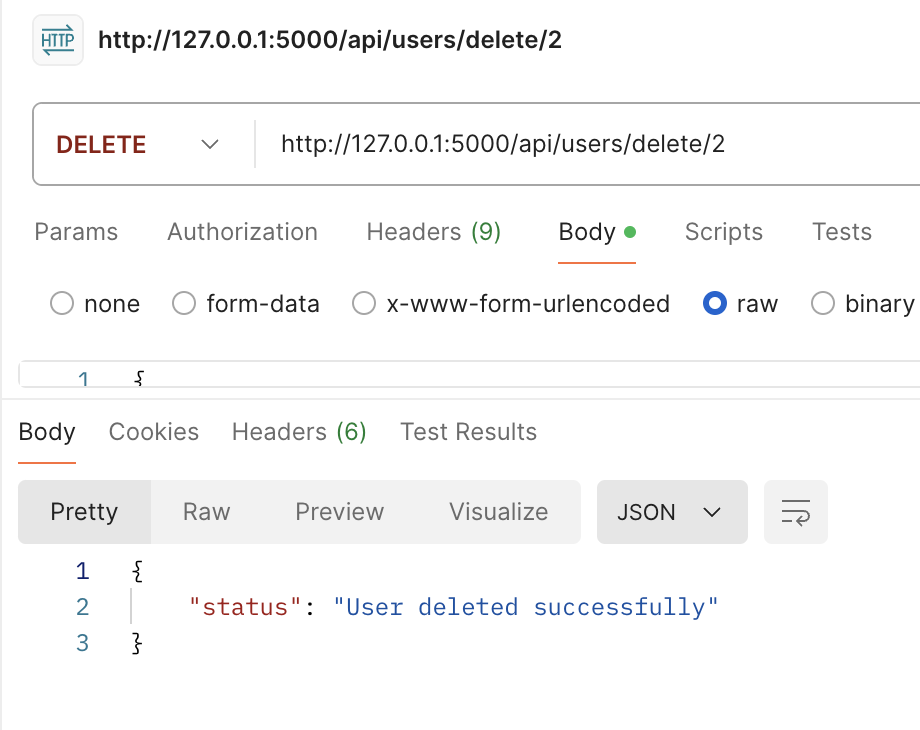 HTTP http://127.0.0.1:5000/api/users/delete/2
DELETE http://127.0.0.1:5000/api/users/delete/2
Params Authorization Headers (9) Body Scripts Tests
none form-data x-www-form-urlencoded raw binary
1 {
Body Cookies Headers (6) Test Results
Pretty Raw Preview Visualize JSON
1 {
2 "status": "User deleted successfully"
3 }